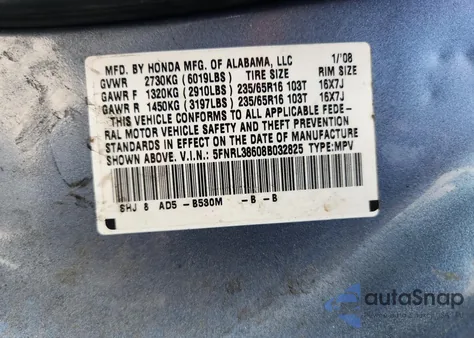 MFD. BY HONDA MFG. OF ALABAMA, LLC 1/'08
GVWR 2730KG (6019LBS) TIRE SIZE RIM SIZE
GAWR F 1320KG (2910LBS) 235/65R16 103T 16X7J
GAWR R 1450KG (3197LBS) 235/65R16 103T 16X7J
THIS VEHICLE CONFORMS TO ALL APPLICABLE FEDE-
RAL MOTOR VEHICLE SAFETY AND THEFT PREVENTION
STANDARDS IN EFFECT ON THE DATE OF MANUFACTURE
SHOWN ABOVE. V.I.N.: 5FNRL38608B032825 TYPE: MPV
SHJ 8 AD5 -B530M -B -B
autoSnap